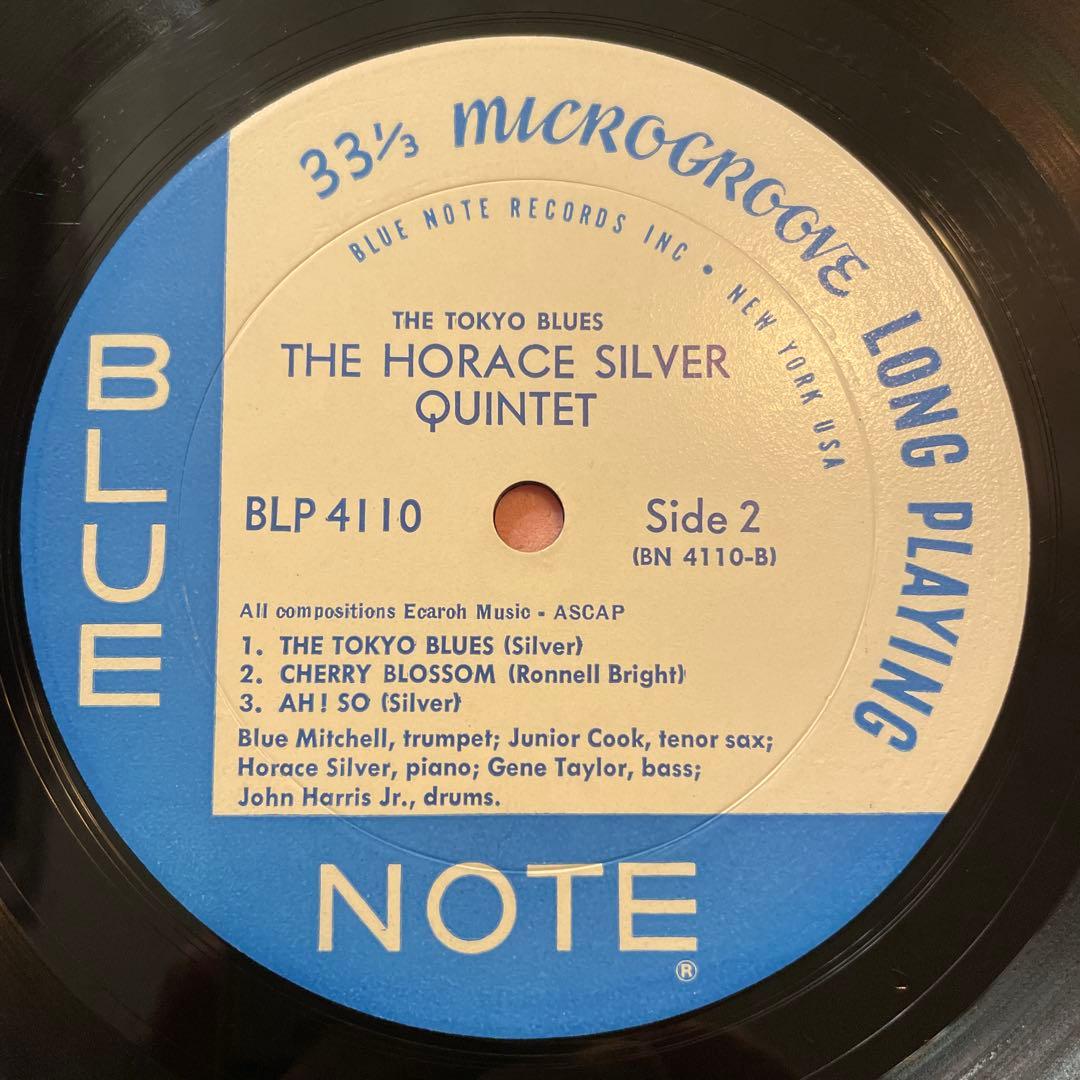 33⅓ MICROGROOVE LONG PLAYING
BLUE NOTE RECORDS INC • NEW YORK USA
THE TOKYO BLUES
THE HORACE SILVER
QUINTET
BLP 4110
Side 2
(BN 4110-B)
All compositions Ecaroh Music - ASCAP
1. THE TOKYO BLUES (Silver)
2. CHERRY BLOSSOM (Ronnell Bright)
3. AH! SO (Silver)
Blue Mitchell, trumpet; Junior Cook, tenor sax;
Horace Silver, piano; Gene Taylor, bass;
John Harris Jr., drums.
BLUE
NOTE
®